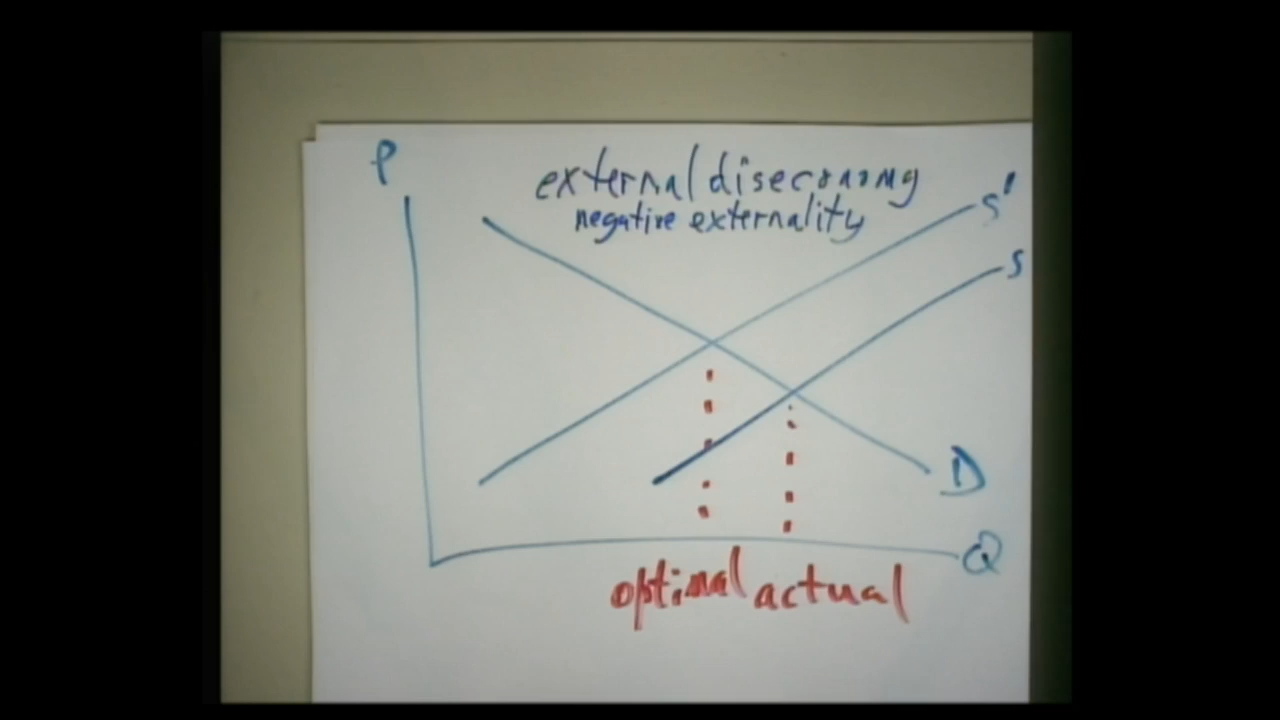 P
external diseconomy
negative externality
S'
S
D
Q
optimal actual